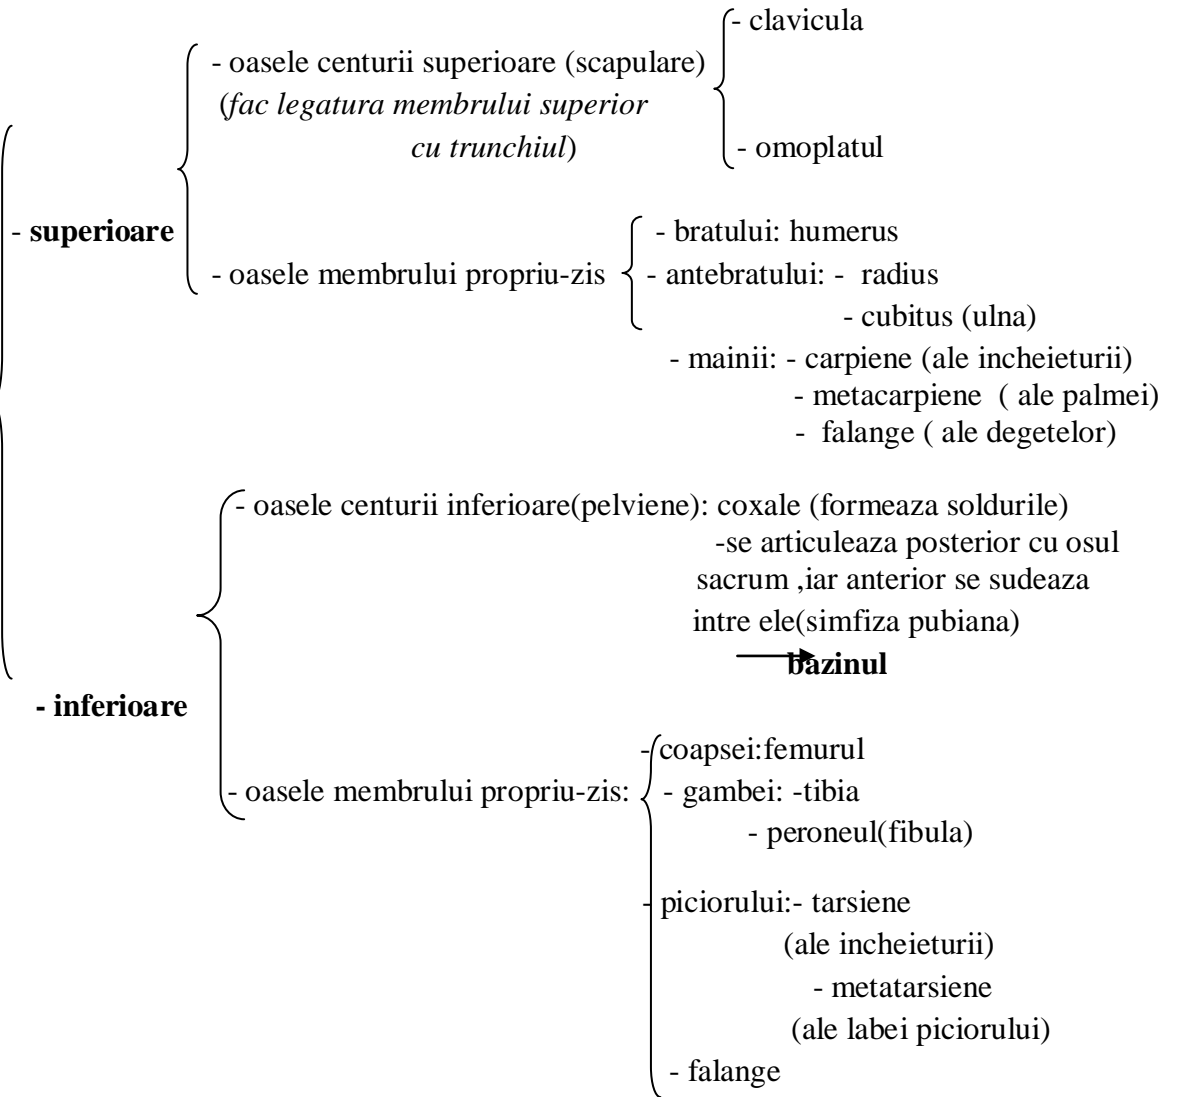 - clavicula
- oasele centurii superioare (scapulare)
(fac legatura membrului superior
cu trunchiul)
- omoplatul
- superioare
- bratului: humerus
- oasele membrului propriu-zis
- antebratului: - radius
- cubitus (ulna)
- mainii: - carpiene (ale incheieturii)
- metacarpiene ( ale palmei)
- falange ( ale degetelor)
- oasele centurii inferioare(pelviene): coxale (formeaza soldurile)
-se articuleaza posterior cu osul
sacrum ,iar anterior se sudeaza
intre ele(simfiza pubiana)
bazinul
- inferioare
- coapsei:femurul
- oasele membrului propriu-zis:
- gambei: -tibia
- peroneul(fibula)
- piciorului:- tarsiene
(ale incheieturii)
- metatarsiene
(ale labei piciorului)
- falange